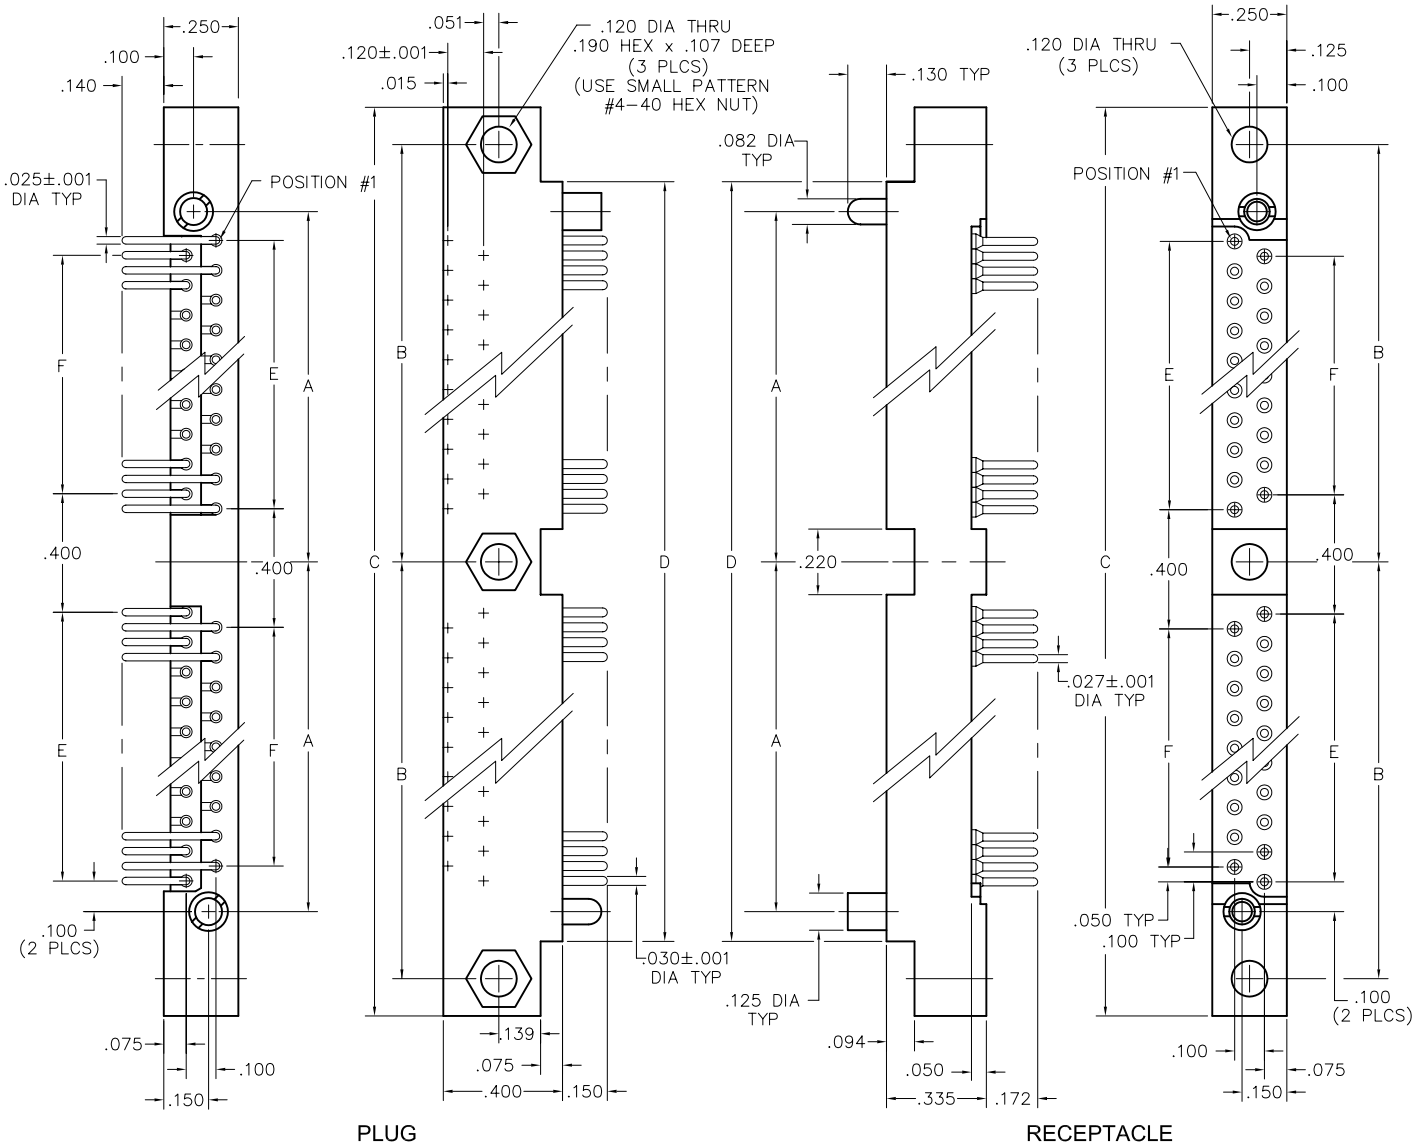 .250
.100
.140
.025±.001
DIA TYP
POSITION #1
F
E
A
.400
.400
E
F
A
.100
(2 PLCS)
.075
.100
.150
.051
.120±.001
.015
.120 DIA THRU
.190 HEX x .107 DEEP
(3 PLCS)
(USE SMALL PATTERN
#4-40 HEX NUT)
B
C
D
B
.030±.001
DIA TYP
.139
.075
.400
.150
PLUG
.130 TYP
.082 DIA
TYP
A
D
.220
A
.027±.001
DIA TYP
.125 DIA
TYP
.094
.050
.335
.172
.250
.125
.100
.120 DIA THRU
(3 PLCS)
POSITION #1
E
F
B
C
.400
.400
F
E
B
.050 TYP
.100 TYP
.100
(2 PLCS)
.100
.075
.150
RECEPTACLE